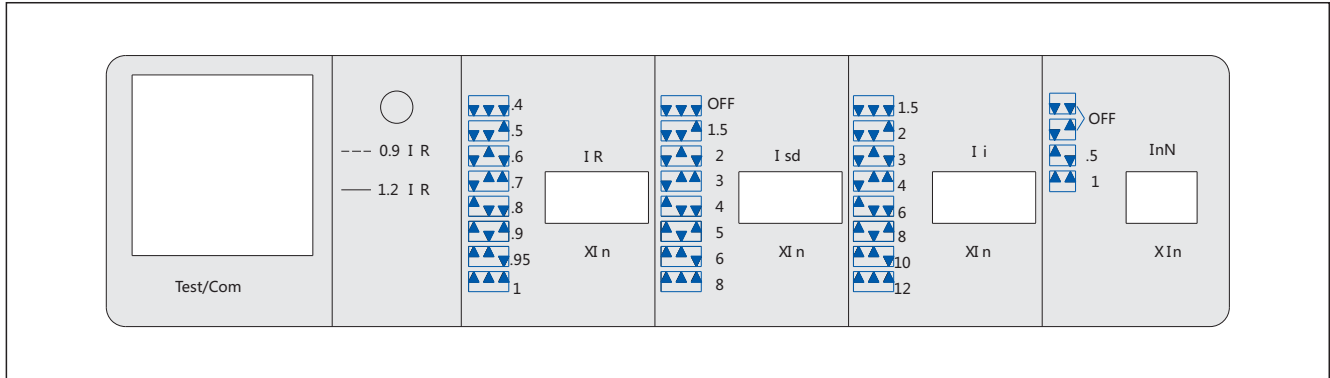 Test/Com
--- 0.9 I R
— 1.2 I R
.4
.5
.6
.7
.8
.9
.95
1
I R
XI n
OFF
1.5
2
3
4
5
6
8
I sd
XI n
1.5
2
3
4
6
8
10
12
I i
XI n
OFF
.5
1
InN
X In